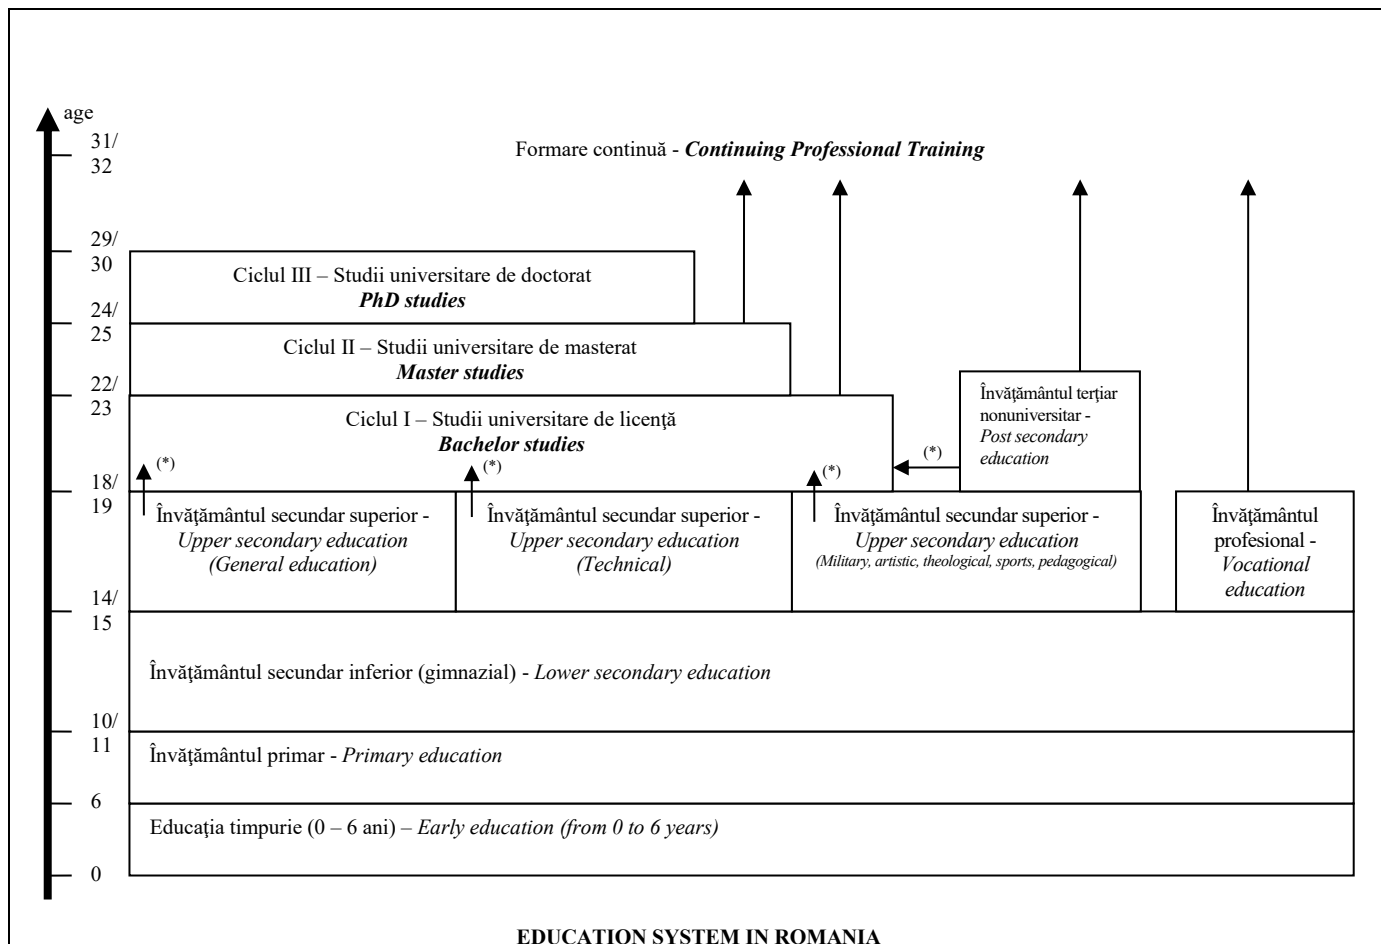 age
31/
32
Formare continuă - Continuing Professional Training
29/
30
Ciclul III – Studii universitare de doctorat
PhD studies
24/
25
Ciclul II – Studii universitare de masterat
Master studies
22/
23
Ciclul I – Studii universitare de licenţă
Bachelor studies
Învăţământul terţiar
nonuniversitar -
Post secondary
education
(*)
(*)
(*)
(*)
18/
19
Învăţământul secundar superior -
Upper secondary education
(General education)
Învăţământul secundar superior -
Upper secondary education
(Technical)
Învăţământul secundar superior -
Upper secondary education
(Military, artistic, theological, sports, pedagogical)
Învăţământul
profesional -
Vocational
education
14/
15
Învăţământul secundar inferior (gimnazial) - Lower secondary education
10/
11
Învăţământul primar - Primary education
6
Educaţia timpurie (0 – 6 ani) – Early education (from 0 to 6 years)
0
EDUCATION SYSTEM IN ROMANIA